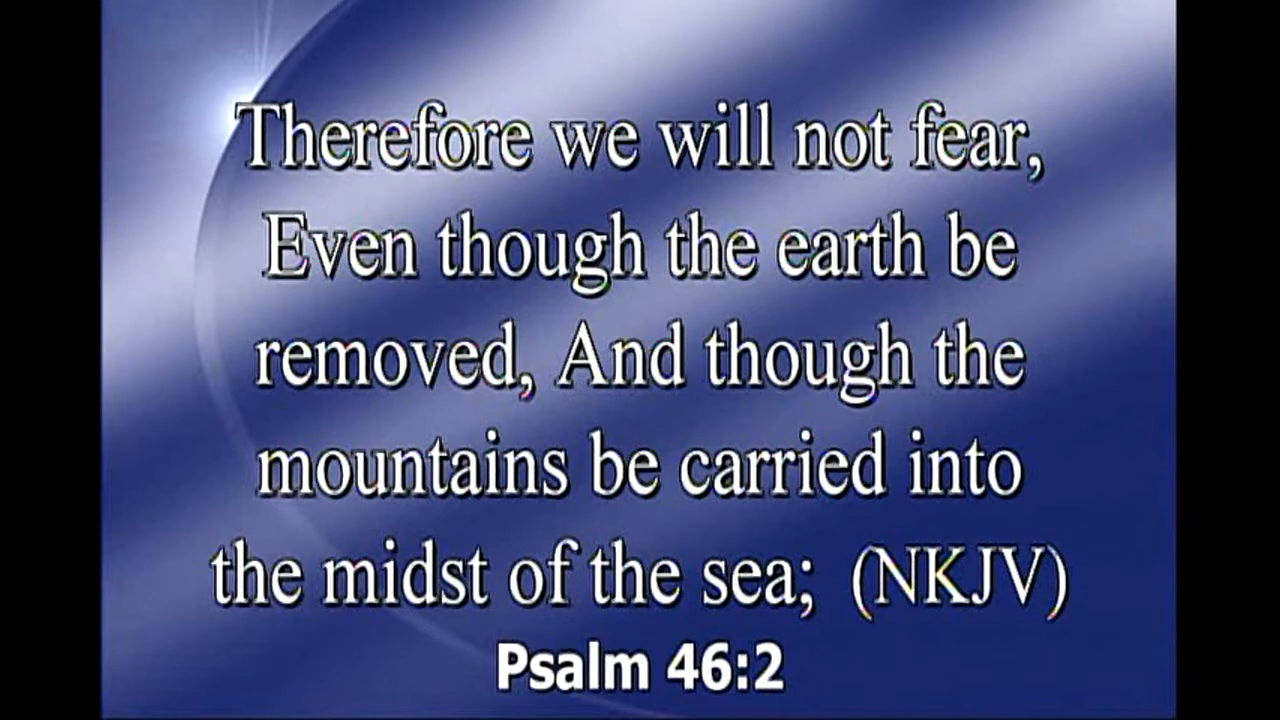 Therefore we will not fear,
Even though the earth be
removed, And though the
mountains be carried into
the midst of the sea; (NKJV)
Psalm 46:2